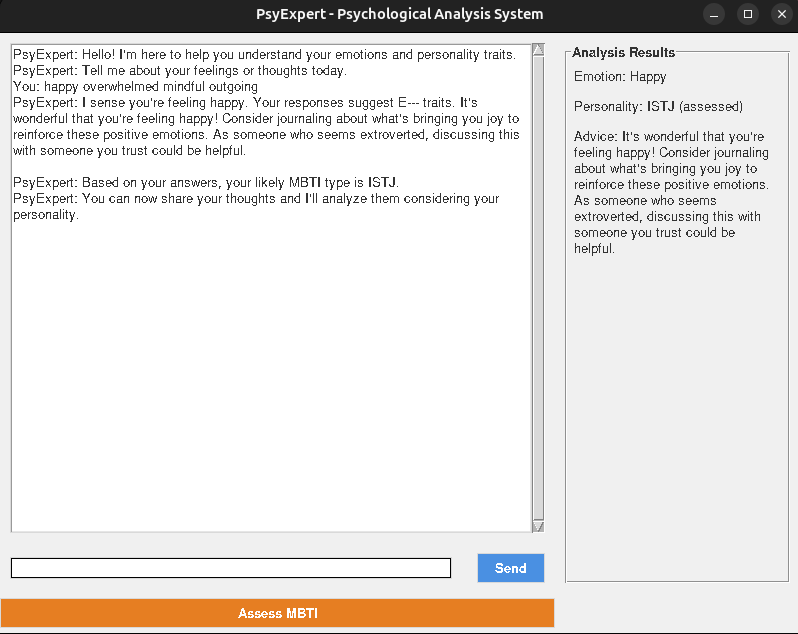 PsyExpert - Psychological Analysis System
PsyExpert: Hello! I'm here to help you understand your emotions and personality traits.
PsyExpert: Tell me about your feelings or thoughts today.
You: happy overwhelmed mindful outgoing
PsyExpert: I sense you're feeling happy. Your responses suggest E--- traits. It's
wonderful that you're feeling happy! Consider journaling about what's bringing you joy to
reinforce these positive emotions. As someone who seems extroverted, discussing this
with someone you trust could be helpful.
PsyExpert: Based on your answers, your likely MBTI type is ISTJ.
PsyExpert: You can now share your thoughts and I'll analyze them considering your
personality.
Analysis Results
Emotion: Happy
Personality: ISTJ (assessed)
Advice: It's wonderful that you're
feeling happy! Consider journaling
about what's bringing you joy to
reinforce these positive emotions.
As someone who seems
extroverted, discussing this with
someone you trust could be
helpful.
Send
Assess MBTI